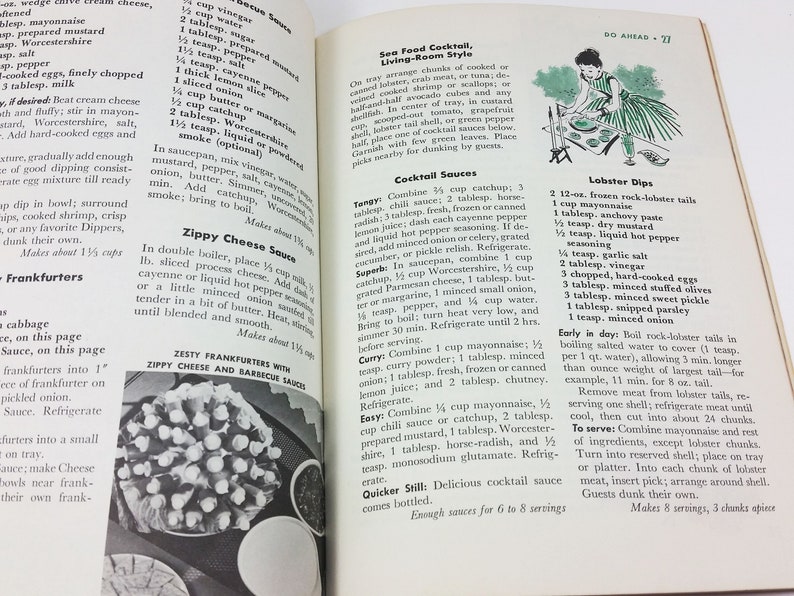 -oz. wedge chive cream cheese,
softened
tablesp. mayonnaise
prepared mustard
Worcestershire
salt
pepper
hard-cooked eggs, finely chopped
3 tablesp. milk
if desired: Beat cream cheese
smooth and fluffy; stir in mayon-
mustard, Worcestershire, salt,
Add hard-cooked eggs and
mixture, gradually add enough
of good dipping consist-
egg mixture till ready
dip in bowl; surround
chips, cooked shrimp, crisp
or any favorite Dippers,
dunk their own.
Makes about 1⅓ cups
Frankfurters
cabbage
on this page
Sauce, on this page
into 1"
piece of frankfurter on
pickled onion.
Sauce. Refrigerate
frankfurters into a small
on tray.
Sauce; make Cheese
bowls near frank-
their own frank-
Barbecue Sauce
¼ cup vinegar
½ cup water
2 tablesp. sugar
1 tablesp. prepared mustard
½ teasp. pepper
1½ teasp. salt
¼ teasp. cayenne pepper
1 thick lemon slice
1 sliced onion
¼ cup butter or margarine
½ cup catchup
2 tablesp. Worcestershire
1½ teasp. liquid or powdered
smoke (optional)
In saucepan, mix vinegar, water, sugar,
mustard, pepper, salt, cayenne, lemon,
onion, butter. Simmer, uncovered, 20
min. Add catchup, Worcestershire,
smoke; bring to boil.
Makes about 1¾ cups
Zippy Cheese Sauce
In double boiler, place ⅓ cup milk, ½
lb. sliced process cheese. Add dash of
cayenne or liquid hot pepper seasoning,
or a little minced onion sautéed till
tender in a bit of butter. Heat, stirring,
until blended and smooth.
Makes about 1⅓ cups
ZESTY FRANKFURTERS WITH
ZIPPY CHEESE AND BARBECUE SAUCES
DO AHEAD • 27
Sea Food Cocktail,
Living-Room Style
On tray arrange chunks of cooked or
canned lobster, crab meat, or tuna; de-
veined cooked shrimp or scallops; or
half-and-half avocado cubes and any
shellfish. In center of tray, in custard
cup, scooped-out tomato, grapefruit
shell, lobster tail shell, or green pepper
half, place one of cocktail sauces below.
Garnish with few green leaves. Place
picks nearby for dunking by guests.
Cocktail Sauces
Tangy: Combine ⅔ cup catchup; 3
tablesp. chili sauce; 2 tablesp. horse-
radish; 3 tablesp. fresh, frozen or canned
lemon juice; dash each cayenne pepper
and liquid hot pepper seasoning. If de-
sired, add minced onion or celery, grated
cucumber, or pickle relish. Refrigerate.
Superb: In saucepan, combine 1 cup
catchup, ½ cup Worcestershire, ½ cup
grated Parmesan cheese, 1 tablesp. but-
ter or margarine, 1 minced small onion,
⅛ teasp. pepper, and ¼ cup water.
Bring to boil; turn heat very low, and
simmer 30 min. Refrigerate until 2 hrs.
before serving.
Curry: Combine 1 cup mayonnaise; ½
teasp. curry powder; 1 tablesp. minced
onion; 1 tablesp. fresh, frozen or canned
lemon juice; and 2 tablesp. chutney.
Refrigerate.
Easy: Combine ¼ cup mayonnaise, ½
cup chili sauce or catchup, 2 tablesp.
prepared mustard, 1 tablesp. Worcester-
shire, 1 tablesp. horse-radish, and ½
teasp. monosodium glutamate. Refrig-
erate.
Quicker Still: Delicious cocktail sauce
comes bottled.
Enough sauces for 6 to 8 servings
Lobster Dips
2 12-oz. frozen rock-lobster tails
1 cup mayonnaise
1 tablesp. anchovy paste
½ teasp. dry mustard
½ teasp. liquid hot pepper
seasoning
¼ teasp. garlic salt
2 tablesp. vinegar
3 chopped, hard-cooked eggs
3 tablesp. minced stuffed olives
3 tablesp. minced sweet pickle
1 teasp. snipped parsley
1 teasp. minced onion
Early in day: Boil rock-lobster tails in
boiling salted water to cover (1 teasp.
per 1 qt. water), allowing 3 min. longer
than ounce weight of largest tail—for
example, 11 min. for 8 oz. tail.
Remove meat from lobster tails, re-
serving one shell; refrigerate meat until
cool, then cut into about 24 chunks.
To serve: Combine mayonnaise and rest
of ingredients, except lobster chunks.
Turn into reserved shell; place on tray
or platter. Into each chunk of lobster
meat, insert pick; arrange around shell.
Guests dunk their own.
Makes 8 servings, 3 chunks apiece